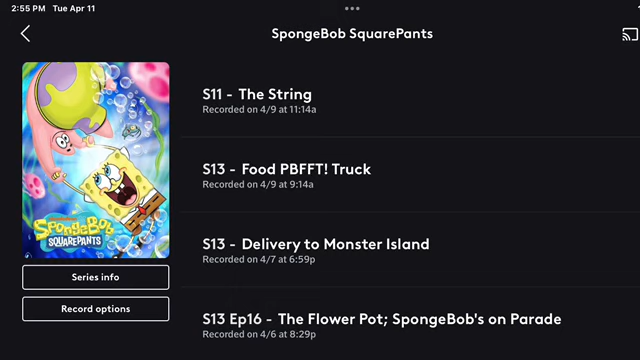 2:55 PM Tue Apr 11
SpongeBob SquarePants
S11 - The String
Recorded on 4/9 at 11:14a
S13 - Food PBFFT! Truck
Recorded on 4/9 at 9:14a
SpongeBob
SQUAREPANTS
S13 - Delivery to Monster Island
Recorded on 4/7 at 6:59p
Series info
Record options
S13 Ep16 - The Flower Pot; SpongeBob's on Parade
Recorded on 4/6 at 8:29p